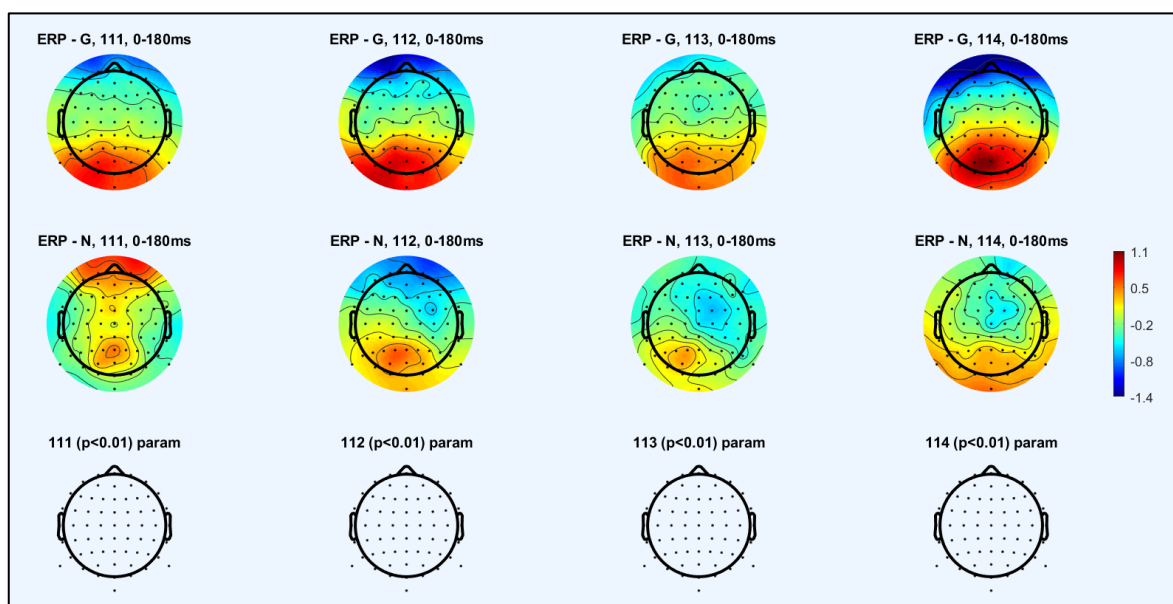 ERP - G, 111, 0-180ms ERP - G, 112, 0-180ms ERP - G, 113, 0-180ms ERP - G, 114, 0-180ms
ERP - N, 111, 0-180ms ERP - N, 112, 0-180ms ERP - N, 113, 0-180ms ERP - N, 114, 0-180ms
1.1
0.5
-0.2
-0.8
-1.4
111 (p<0.01) param 112 (p<0.01) param 113 (p<0.01) param 114 (p<0.01) param